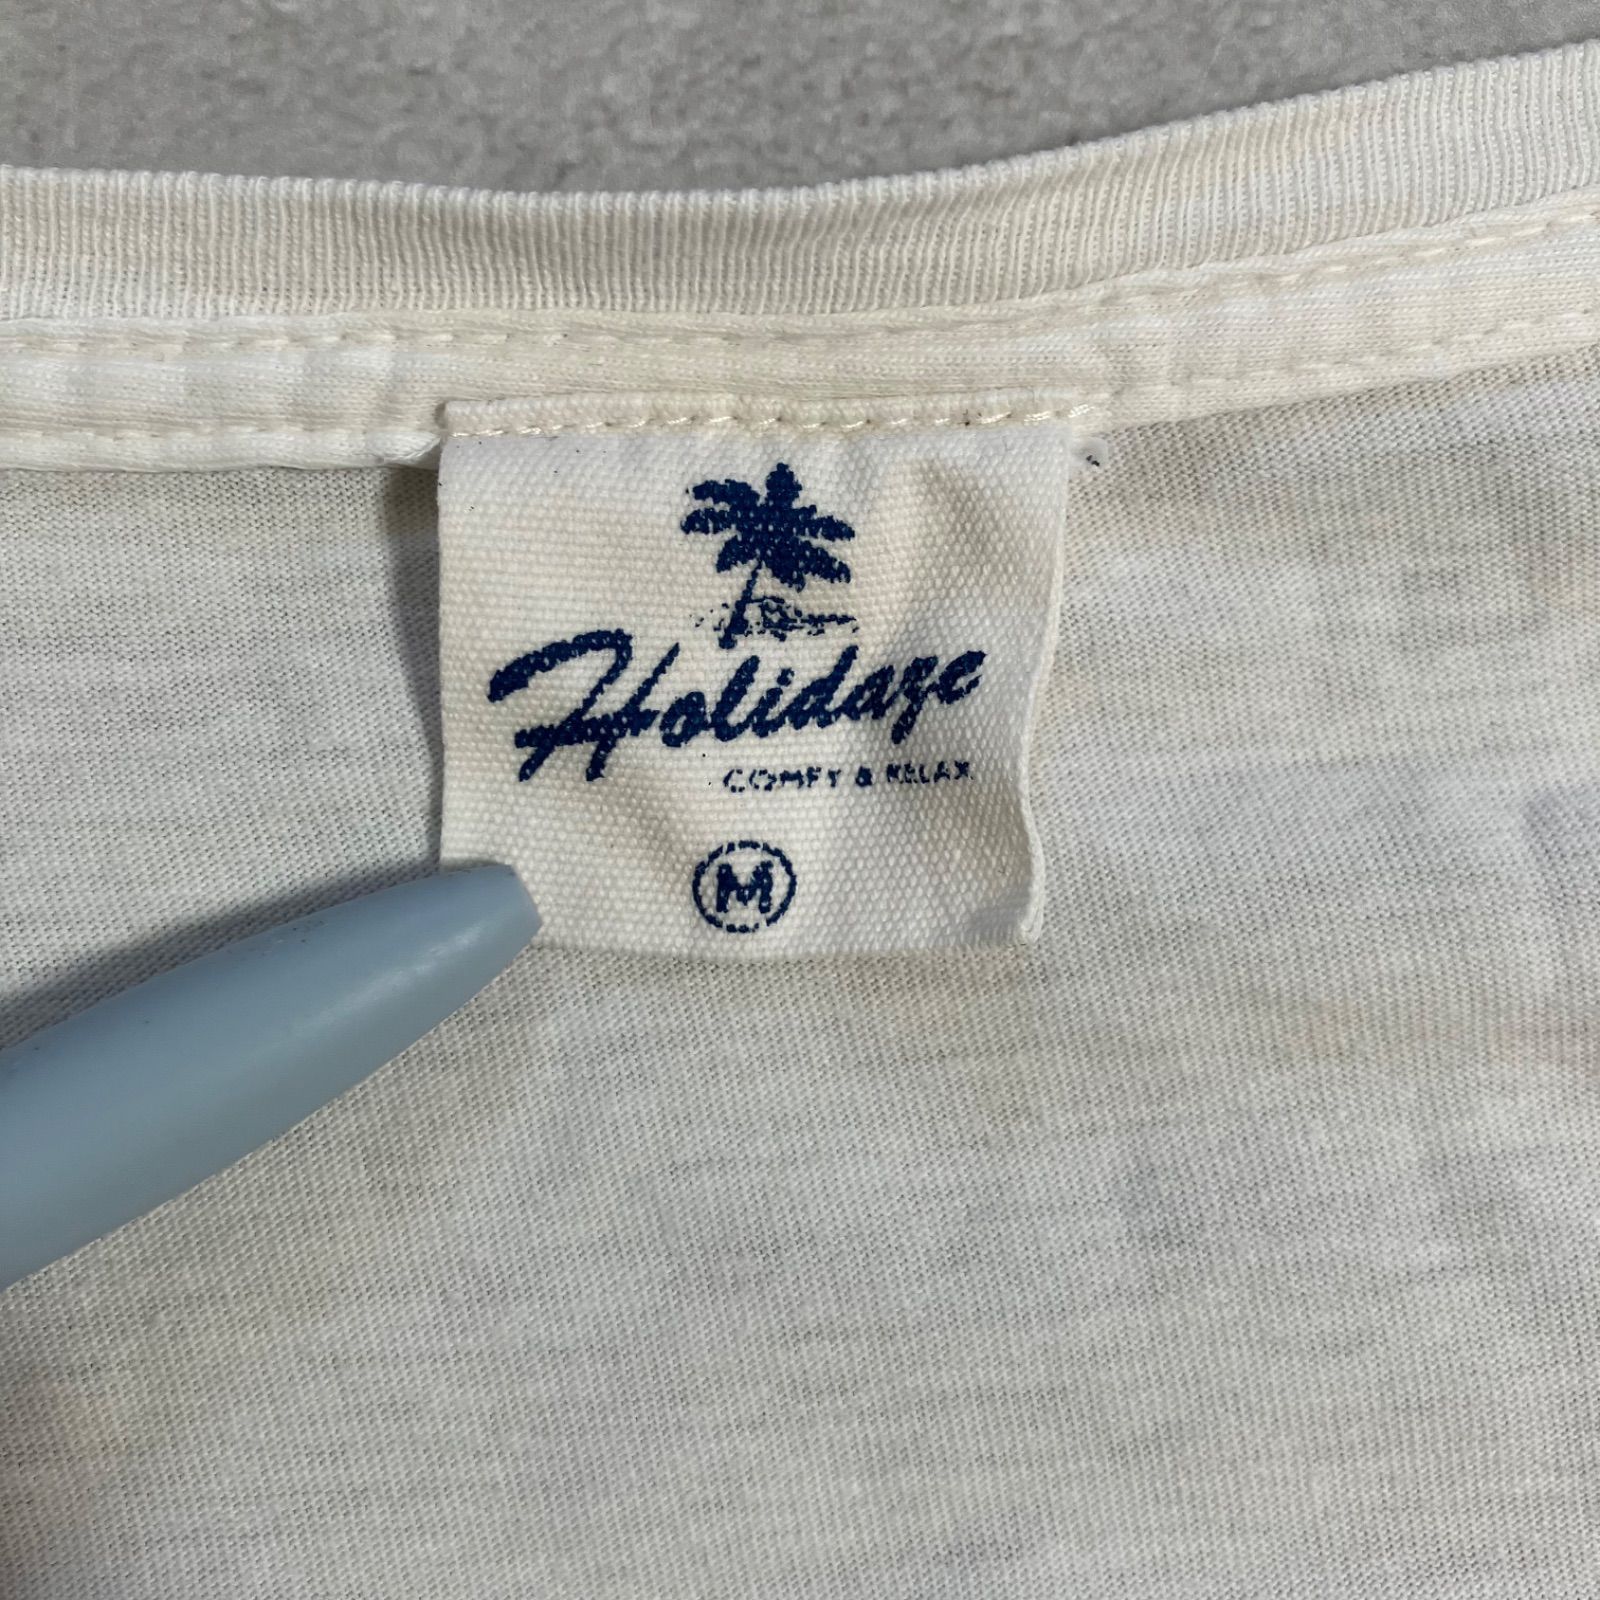 Holidaze
COMFY & RELAX
M